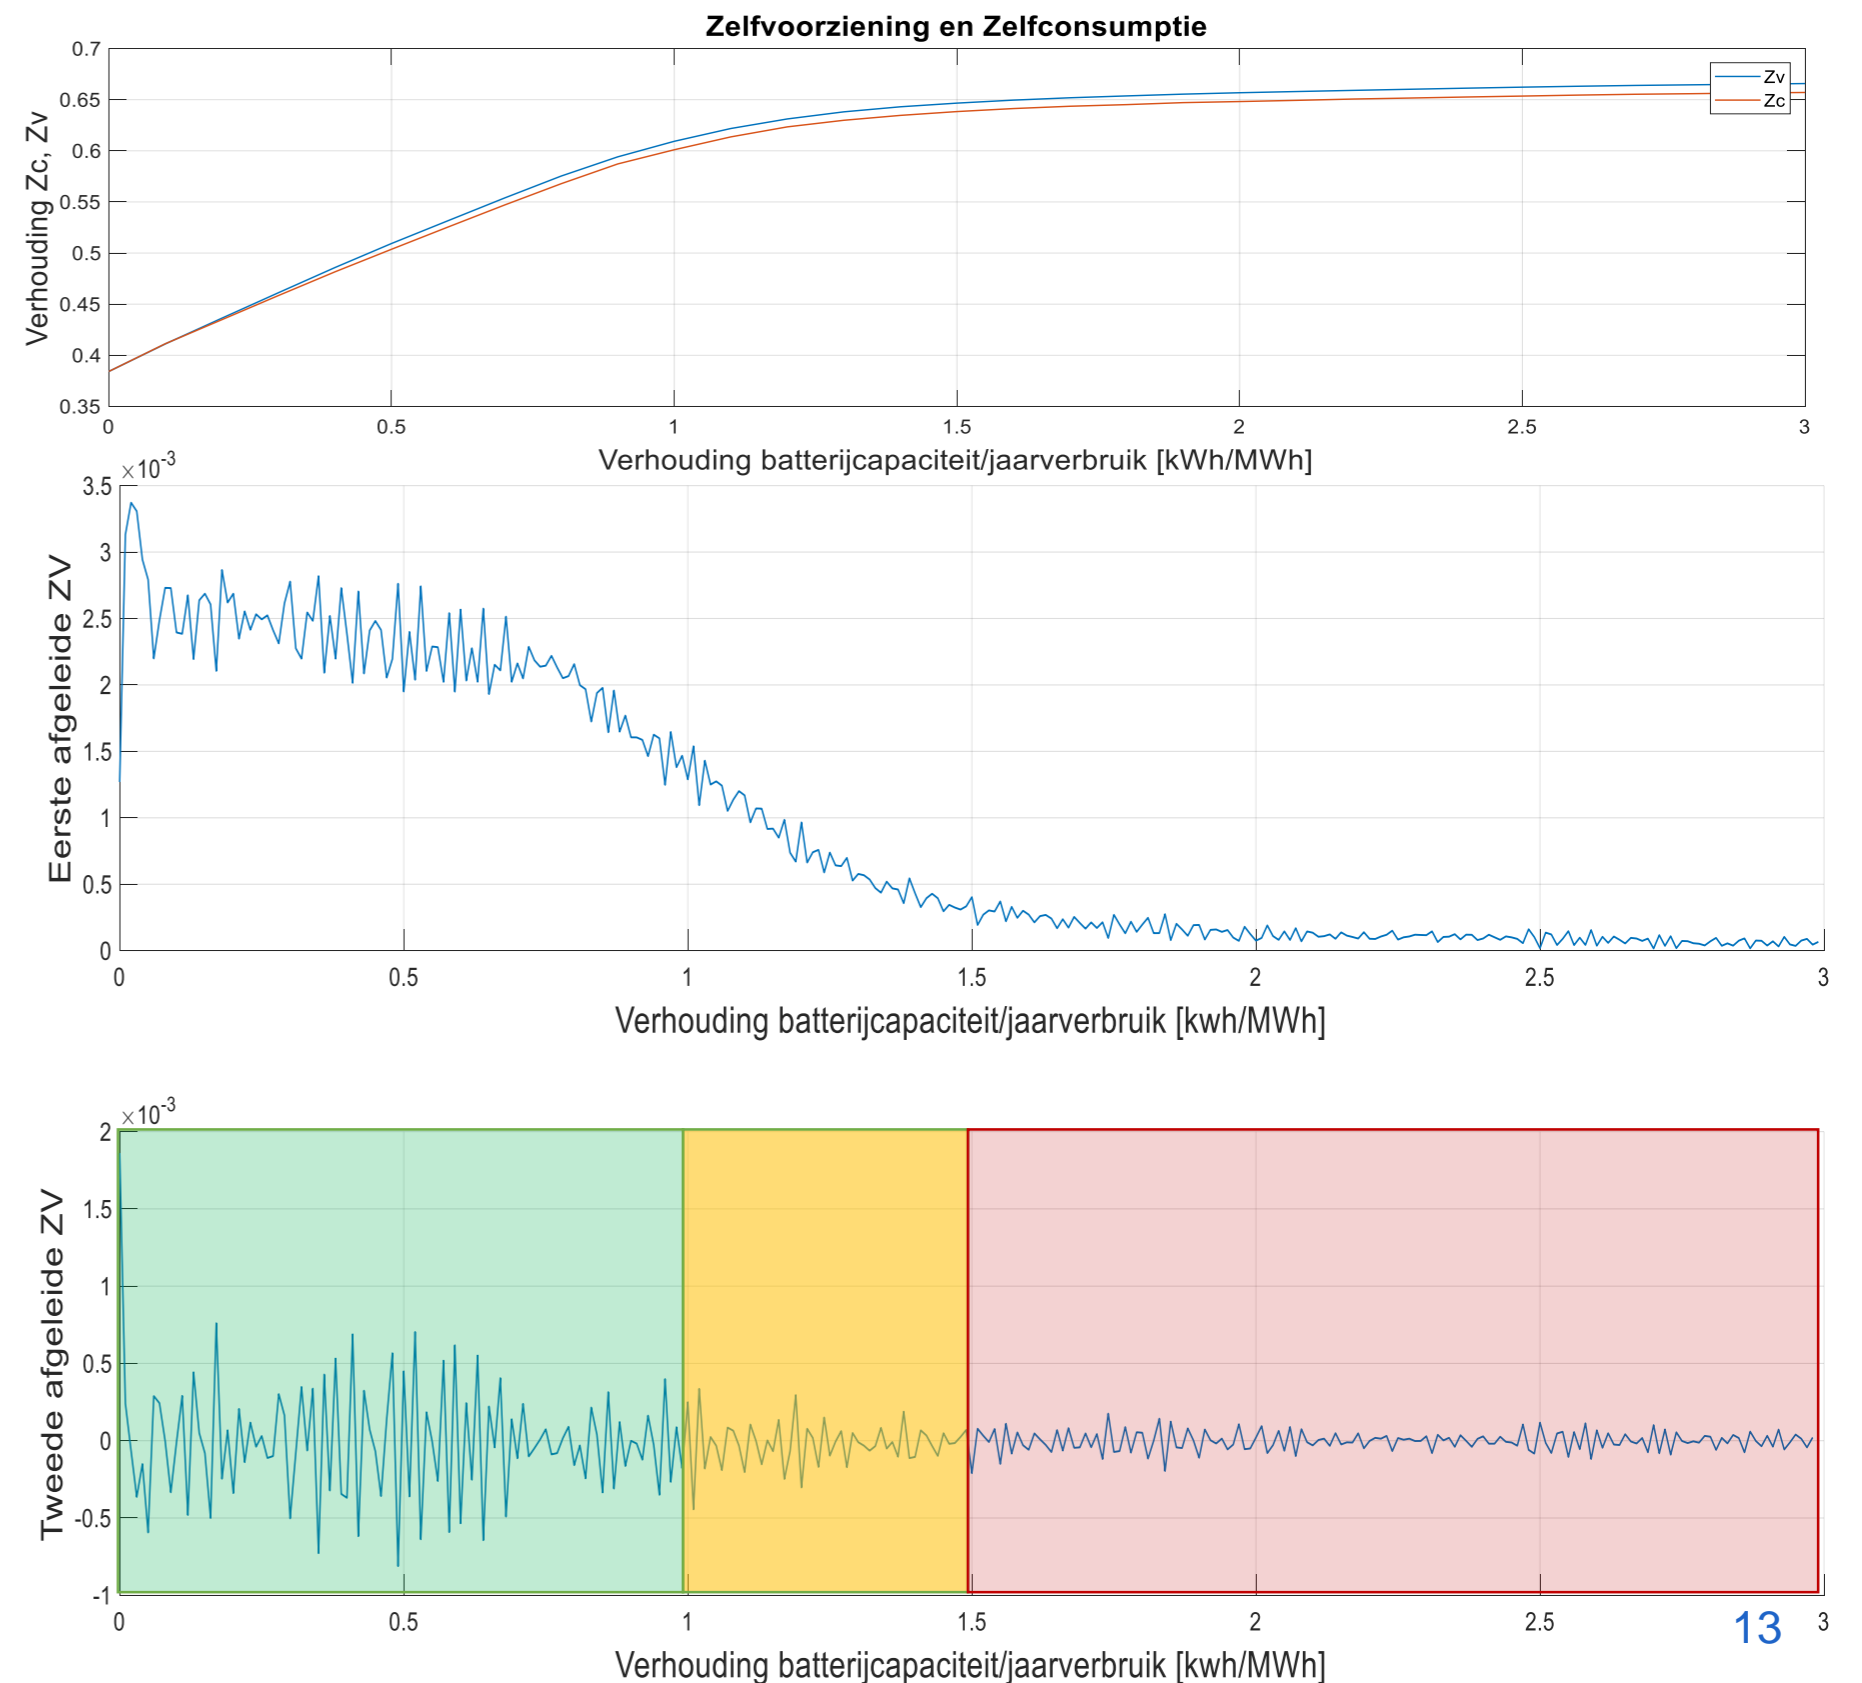 Zelfvoorziening en Zelfconsumptie
Verhouding Zc, Zv
0.7
0.65
0.6
0.55
0.5
0.45
0.4
0.35
Zv
Zc
0 0.5 1 1.5 2 2.5 3
Verhouding batterijcapaciteit/jaarverbruik [kWh/MWh]
×10-3
Eerste afgeleide ZV
3.5
3
2.5
2
1.5
1
0.5
0
0 0.5 1 1.5 2 2.5 3
Verhouding batterijcapaciteit/jaarverbruik [kwh/MWh]
×10-3
Tweede afgeleide ZV
2
1.5
1
0.5
0
-0.5
-1
0 0.5 1 1.5 2 2.5 3
13
Verhouding batterijcapaciteit/jaarverbruik [kwh/MWh]